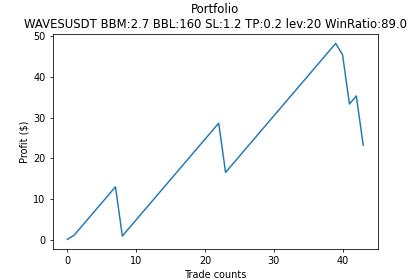 Portfolio
WAVESUSDT BBM:2.7 BBL:160 SL:1.2 TP:0.2 lev:20 WinRatio:89.0
50
40
30
20
10
0
Profit ($)
0
10
20
30
40
Trade counts